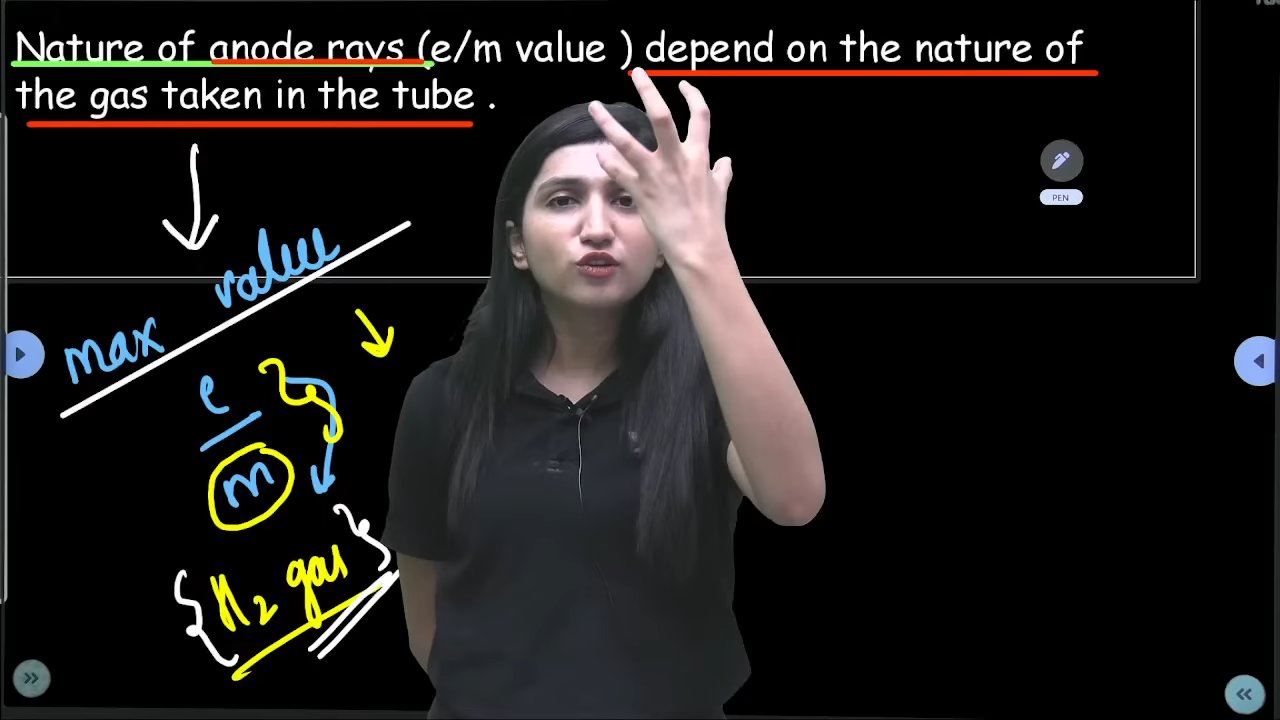 Nature of anode rays (e/m value ) depend on the nature of
the gas taken in the tube .
PEN
max value
e
m
{ H2 gas }